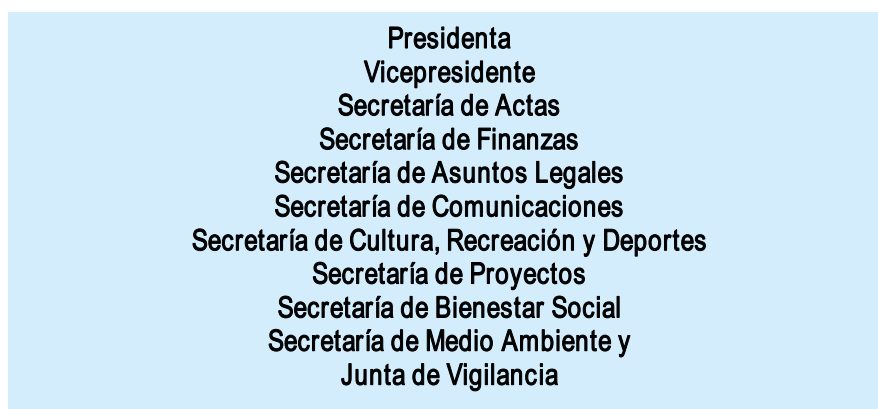 Presidenta
Vicepresidente
Secretaría de Actas
Secretaría de Finanzas
Secretaría de Asuntos Legales
Secretaría de Comunicaciones
Secretaría de Cultura, Recreación y Deportes
Secretaría de Proyectos
Secretaría de Bienestar Social
Secretaría de Medio Ambiente y
Junta de Vigilancia